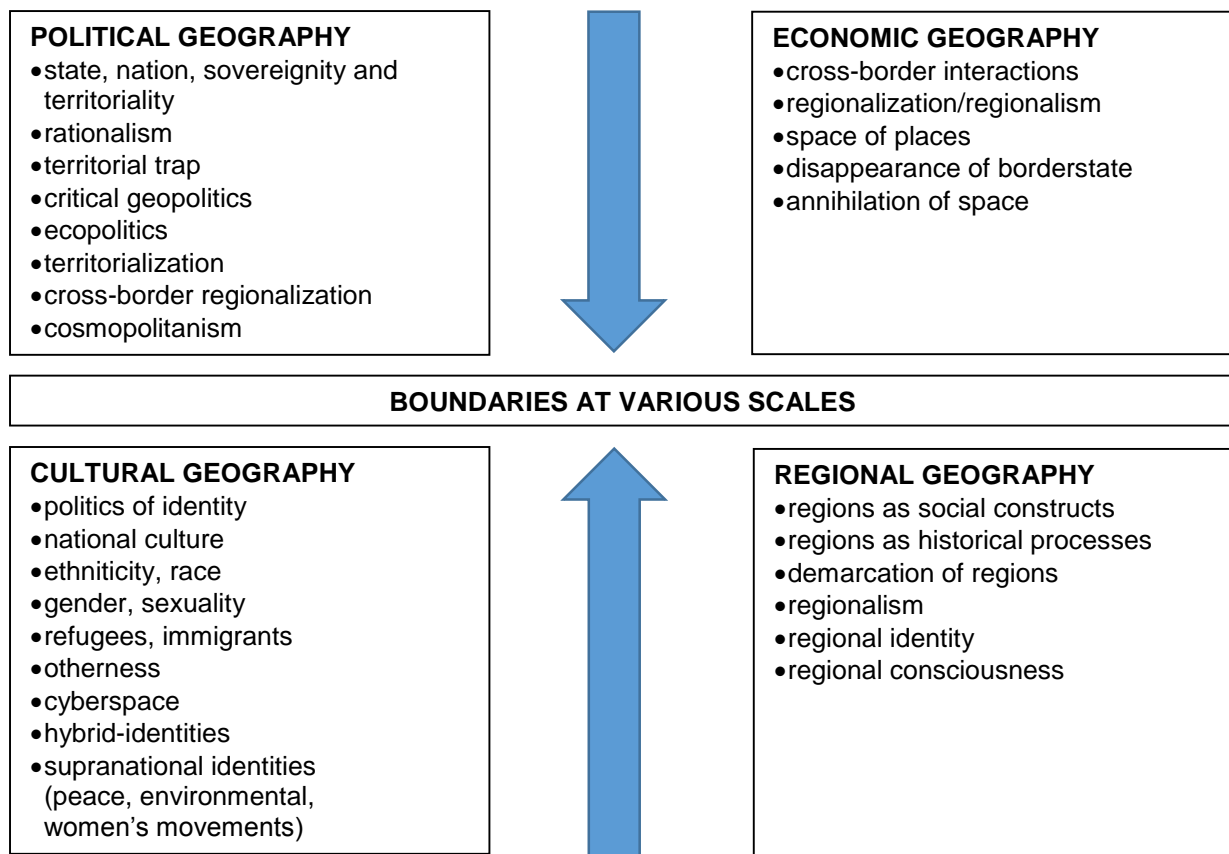 POLITICAL GEOGRAPHY
•state, nation, sovereignity and
territoriality
•rationalism
•territorial trap
•critical geopolitics
•ecopolitics
•territorialization
•cross-border regionalization
•cosmopolitanism
ECONOMIC GEOGRAPHY
•cross-border interactions
•regionalization/regionalism
•space of places
•disappearance of borderstate
•annihilation of space
BOUNDARIES AT VARIOUS SCALES
CULTURAL GEOGRAPHY
•politics of identity
•national culture
•ethniticity, race
•gender, sexuality
•refugees, immigrants
•otherness
•cyberspace
•hybrid-identities
•supranational identities
(peace, environmental,
women’s movements)
REGIONAL GEOGRAPHY
•regions as social constructs
•regions as historical processes
•demarcation of regions
•regionalism
•regional identity
•regional consciousness